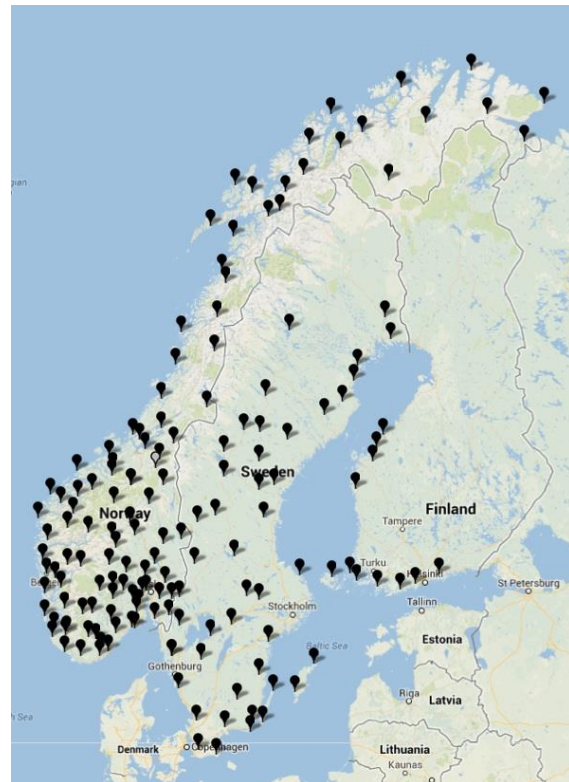 Sweden
Norway
Finland
Tampere
Turku
Helsinki
St Petersburg
Tallinn
Stockholm
Estonia
Baltic Sea
Gothenburg
Riga
Latvia
Denmark
Copenhagen
Lithuania
Kaunas